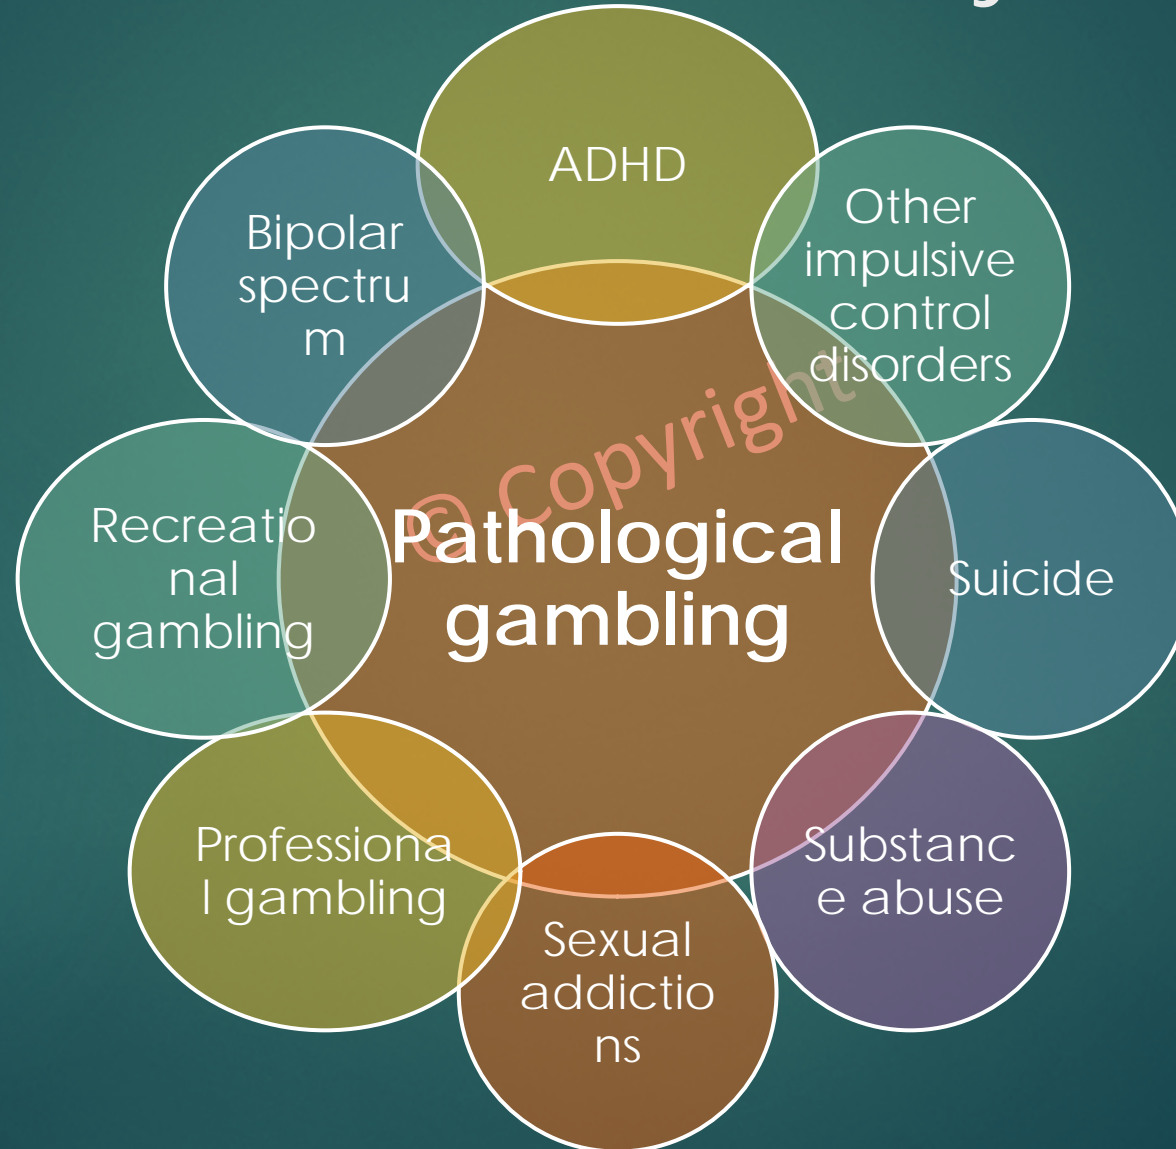 ADHD
Other
impulsive
control
disorders
Suicide
Substanc
e abuse
Sexual
addictio
ns
Professiona
l gambling
Recreatio
nal
gambling
Bipolar
spectru
m
Pathological
gambling
© Copyright